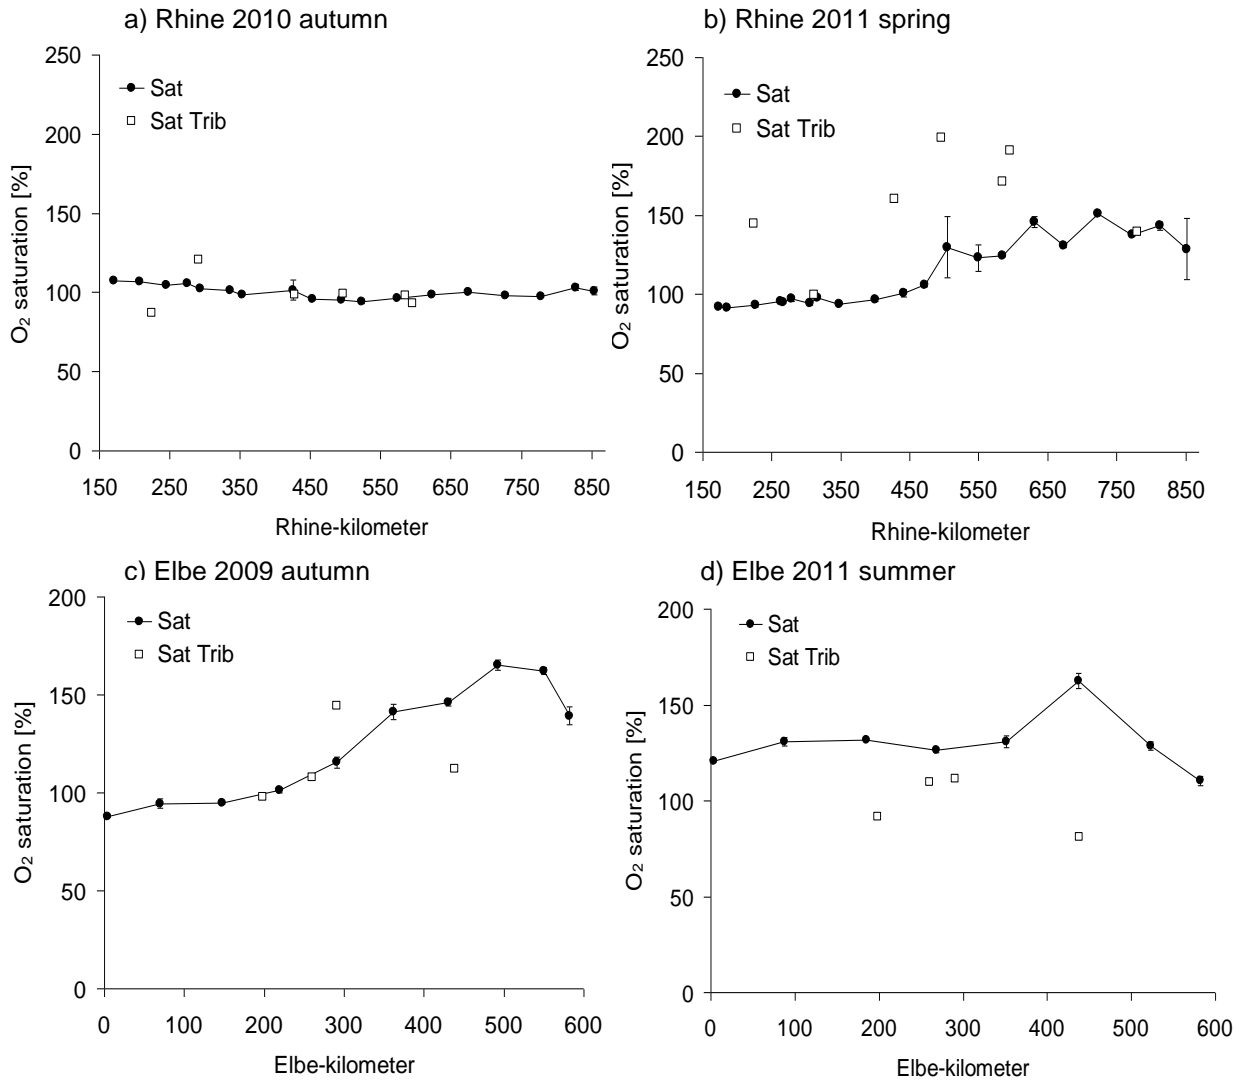 a) Rhine 2010 autumn
250
200
150
100
50
0
O₂ saturation [%]
Sat
Sat Trib
150 250 350 450 550 650 750 850
Rhine-kilometer
b) Rhine 2011 spring
250
200
150
100
50
0
O₂ saturation [%]
Sat
Sat Trib
150 250 350 450 550 650 750 850
Rhine-kilometer
c) Elbe 2009 autumn
200
150
100
50
0
O₂ saturation [%]
Sat
Sat Trib
0 100 200 300 400 500 600
Elbe-kilometer
d) Elbe 2011 summer
200
150
100
50
0
O₂ saturation [%]
Sat
Sat Trib
0 100 200 300 400 500 600
Elbe-kilometer